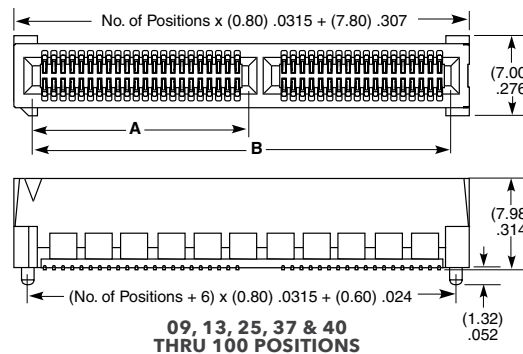 No. of Positions x (0.80) .0315 + (7.80) .307
(7.00)
.276
A
B
(7.98)
.314
(No. of Positions + 6) x (0.80) .0315 + (0.60) .024
(1.32)
.052
09, 13, 25, 37 & 40
THRU 100 POSITIONS